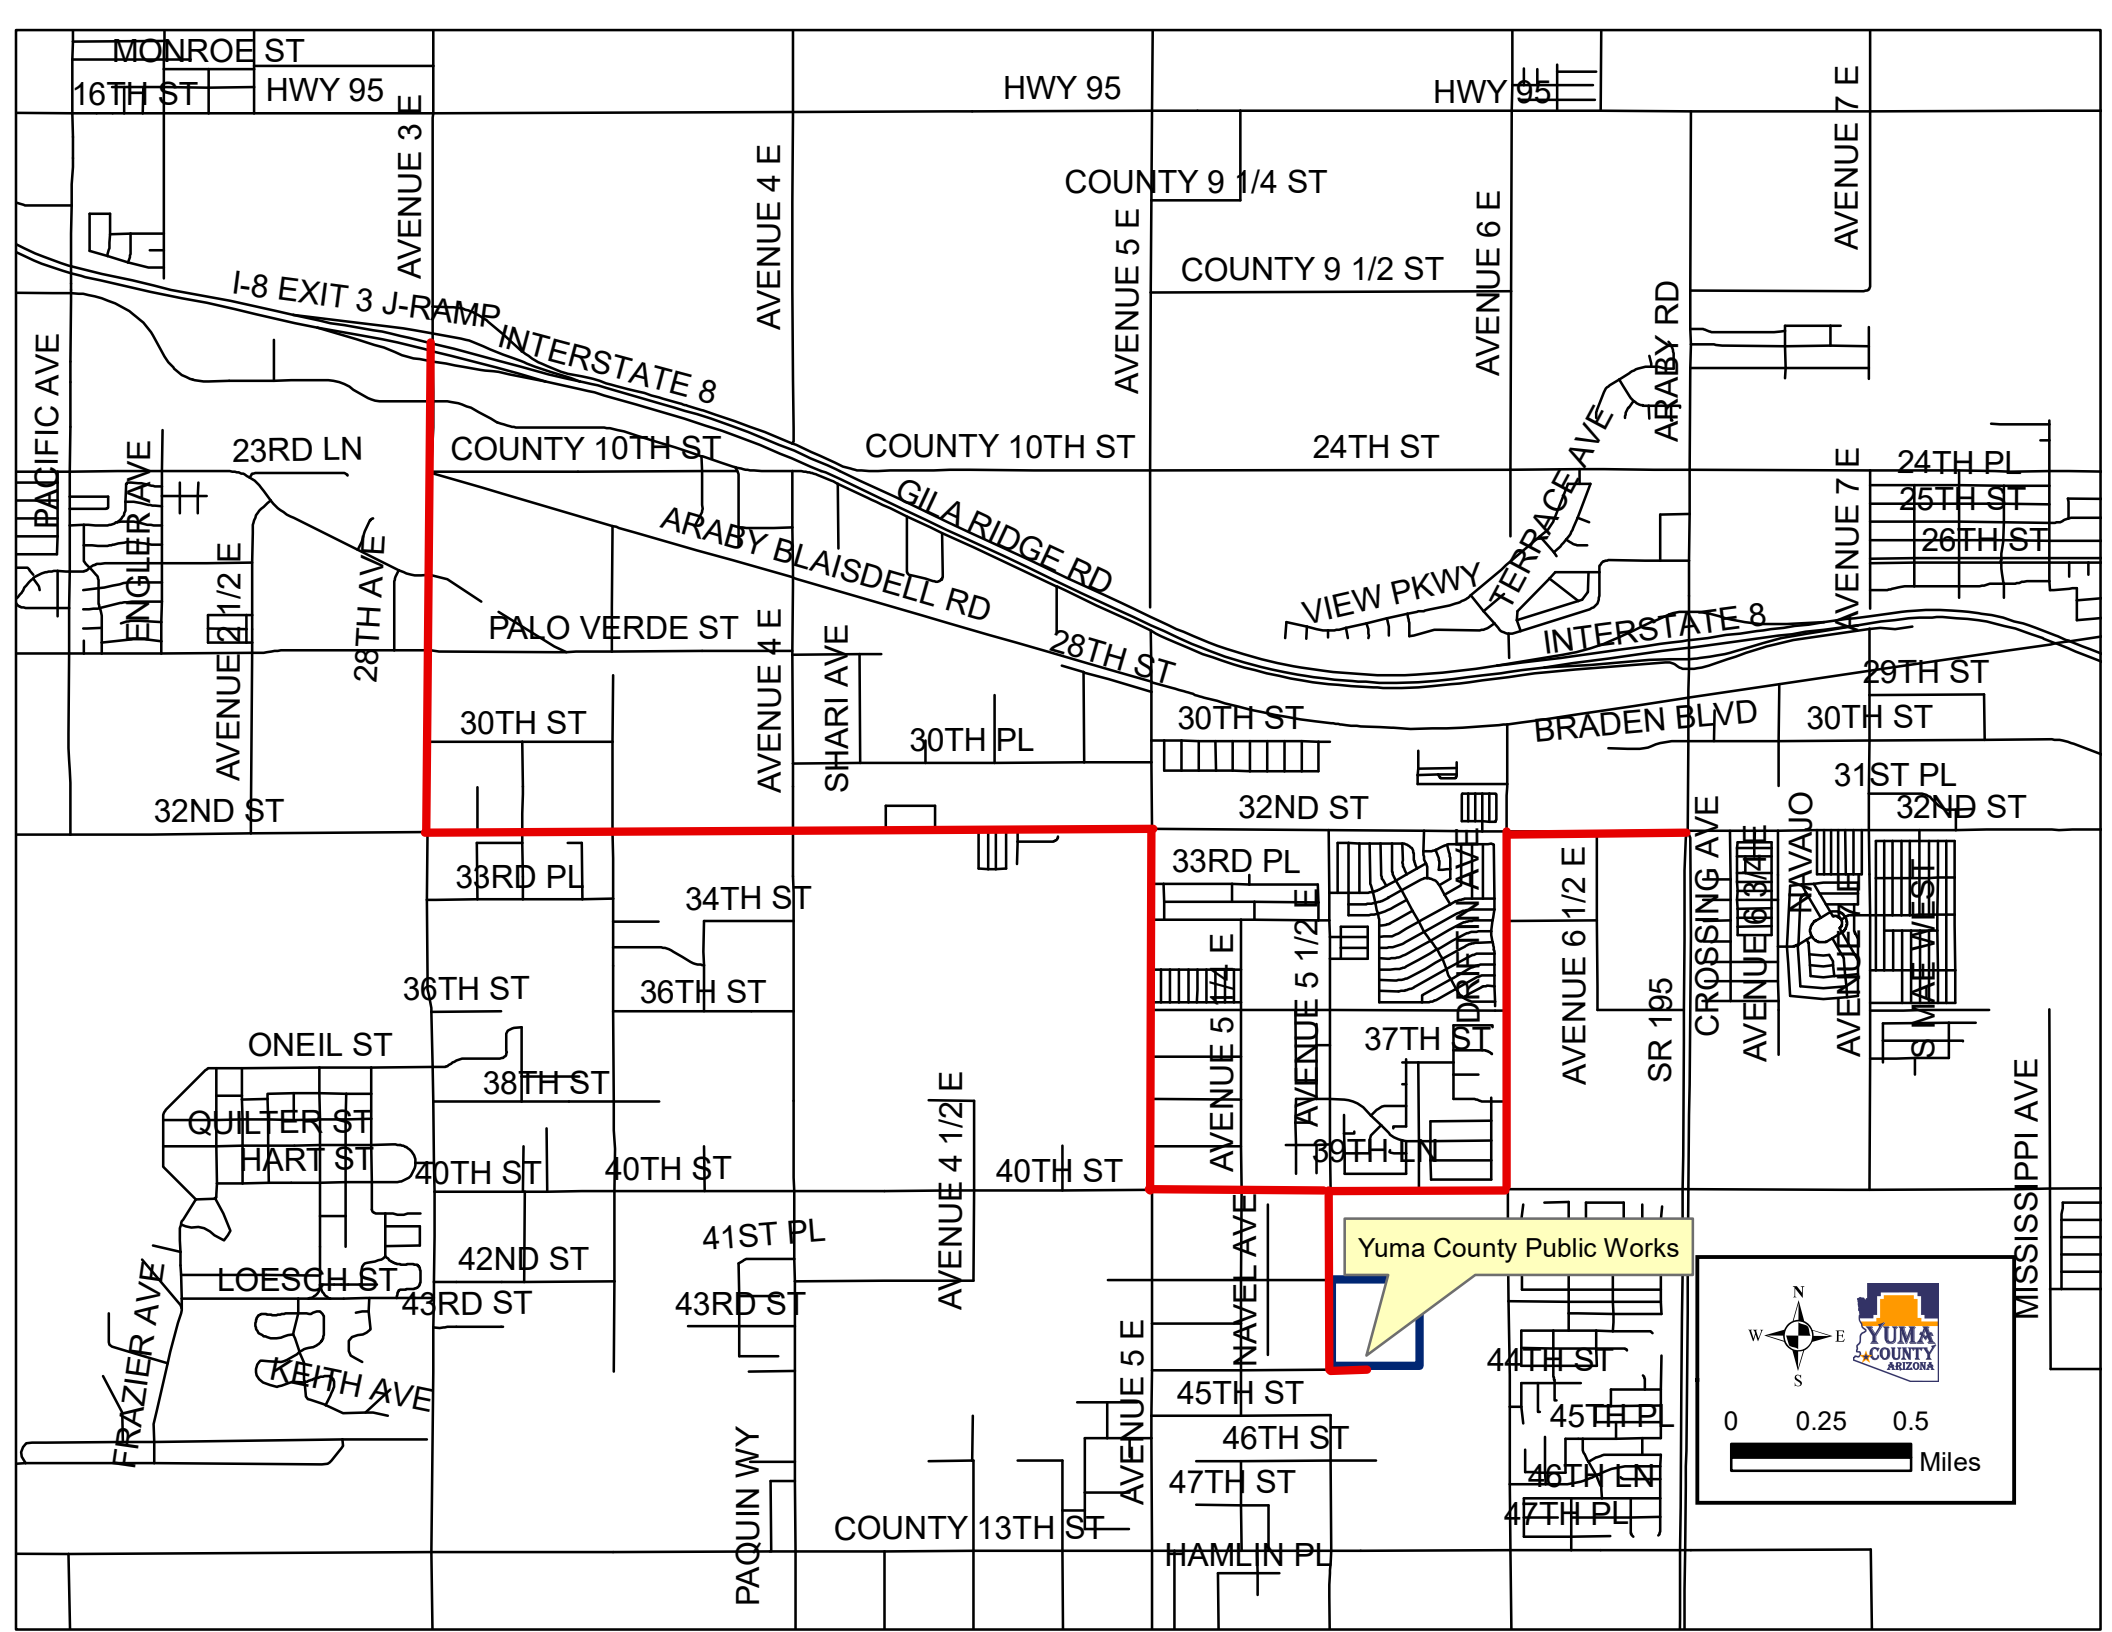 MONROE ST
16TH ST
HWY 95
HWY 95
HWY 95
AVENUE 3 E
AVENUE 4 E
AVENUE 5 E
AVENUE 6 E
AVENUE 7 E
COUNTY 9 1/4 ST
COUNTY 9 1/2 ST
I-8 EXIT 3 J-RAMP
INTERSTATE 8
ARABY RD
PACIFIC AVE
23RD LN
COUNTY 10TH ST
COUNTY 10TH ST
24TH ST
24TH PL
25TH ST
26TH ST
ENGLER AVE
AVENUE 2 1/2 E
28TH AVE
GILA RIDGE RD
ARABY BLAISDELL RD
TERRACE AVE
VIEW PKWY
INTERSTATE 8
AVENUE 7 E
PALO VERDE ST
AVENUE 4 E
SHARI AVE
28TH ST
29TH ST
30TH ST
30TH PL
30TH ST
BRADEN BLVD
30TH ST
31ST PL
32ND ST
32ND ST
32ND ST
33RD PL
33RD PL
34TH ST
36TH ST
36TH ST
AVENUE 5 1/4 E
AVENUE 5 1/2 E
DRIFTIN AVE
AVENUE 6 1/2 E
SR 195
CROSSING AVE
AVENUE 6 3/4 E
NAVAJO
AVENUE 7 E
S MAE WEST
37TH ST
ONEIL ST
38TH ST
QUILTER ST
HART ST
39TH LN
40TH ST
40TH ST
40TH ST
AVENUE 4 1/2 E
MISSISSIPPI AVE
41ST PL
42ND ST
NAVEL AVE
Yuma County Public Works
LOESCH ST
43RD ST
43RD ST
FRAZIER AVE
KEITH AVE
AVENUE 5 E
44TH ST
45TH ST
45TH PL
46TH ST
46TH LN
47TH ST
47TH PL
PAQUIN WY
COUNTY 13TH ST
HAMLIN PL
N
W
E
S
YUMA
COUNTY
ARIZONA
0 0.25 0.5
Miles